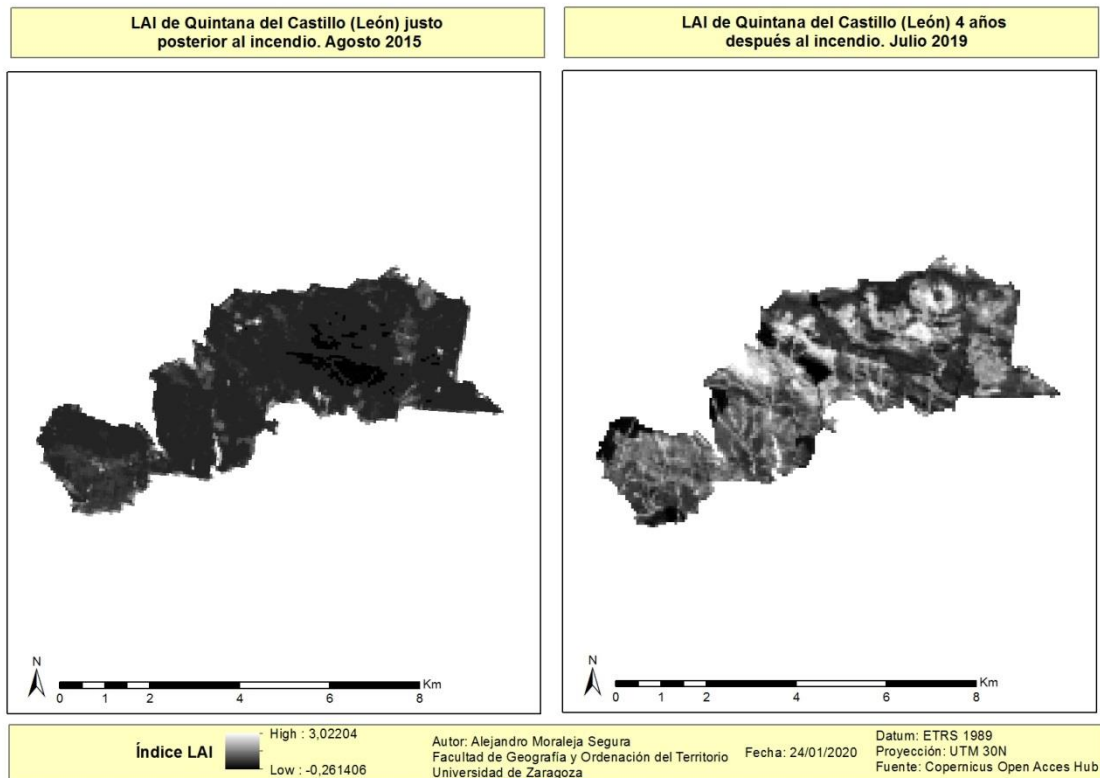 LAI de Quintana del Castillo (León) justo
posterior al incendio. Agosto 2015
LAI de Quintana del Castillo (León) 4 años
después al incendio. Julio 2019
N
0 1 2 4 6 8 Km
N
0 1 2 4 6 8 Km
Índice LAI
High : 3,02204
Low : -0,261406
Autor: Alejandro Moraleja Segura
Facultad de Geografía y Ordenación del Territorio
Universidad de Zaragoza
Fecha: 24/01/2020
Datum: ETRS 1989
Proyección: UTM 30N
Fuente: Copernicus Open Acces Hub